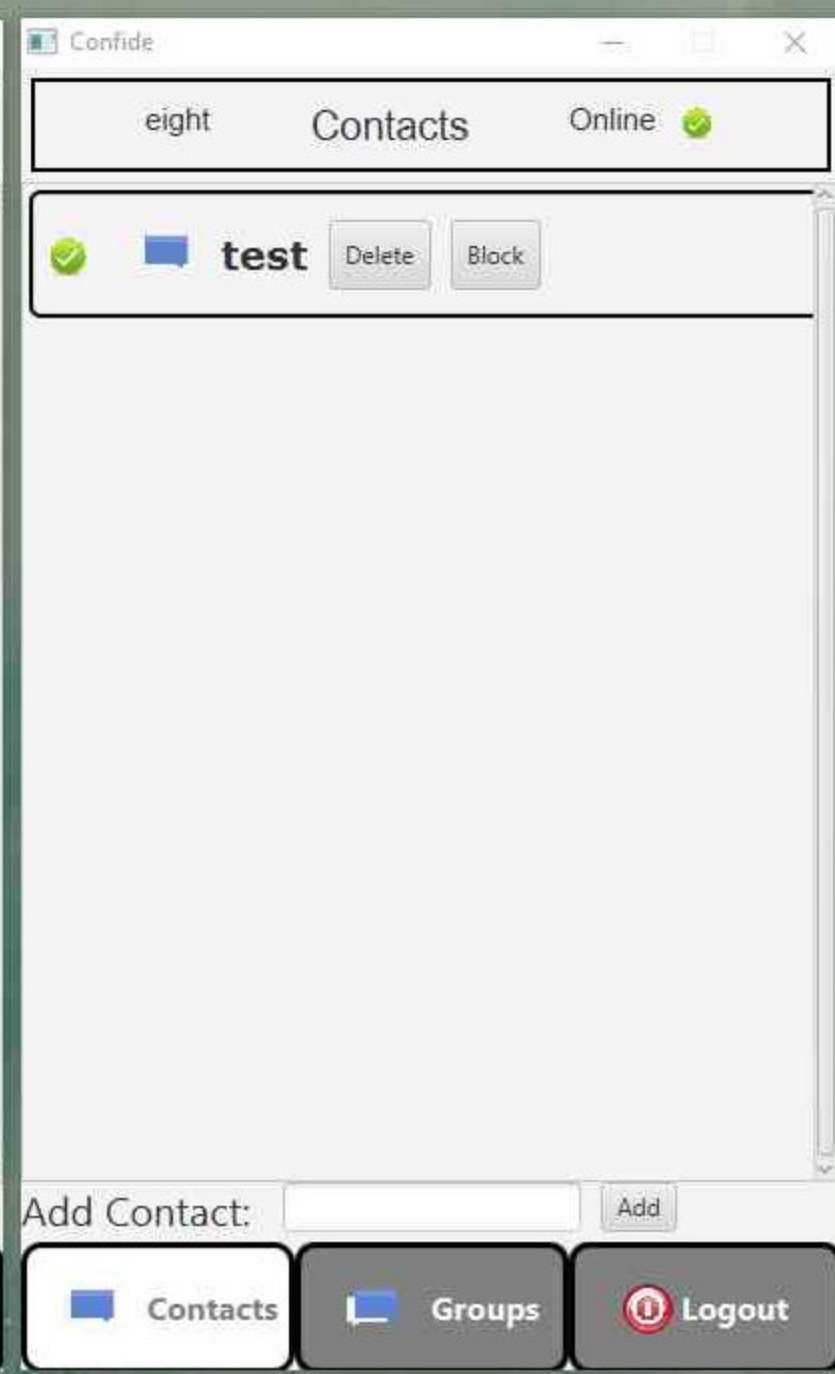 Confide
eight Contacts Online
test Delete Block
Add Contact: Add
Contacts Groups Logout